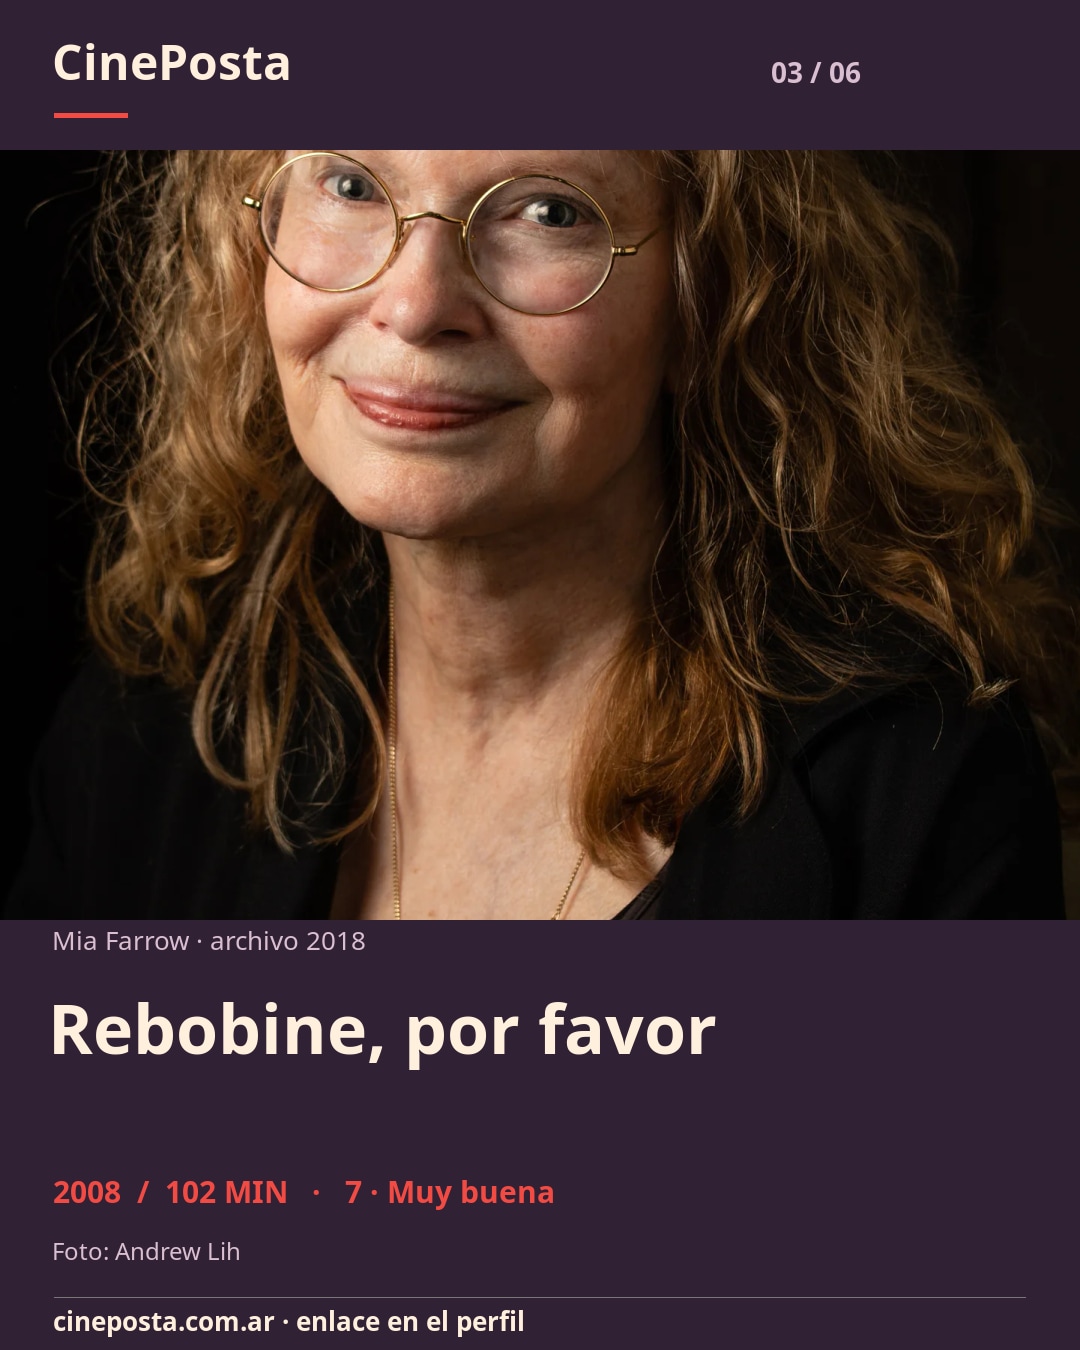 CinePosta
03 / 06
Mia Farrow · archivo 2018
Rebobine, por favor
2008 / 102 MIN · 7 · Muy buena
Foto: Andrew Lih
cineposta.com.ar · enlace en el perfil